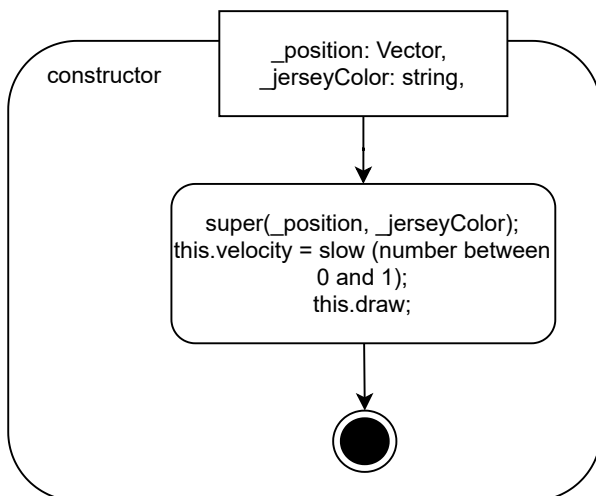 _position: Vector,
_jerseyColor: string,
constructor
super(_position, _jerseyColor);
this.velocity = slow (number between
0 and 1);
this.draw;